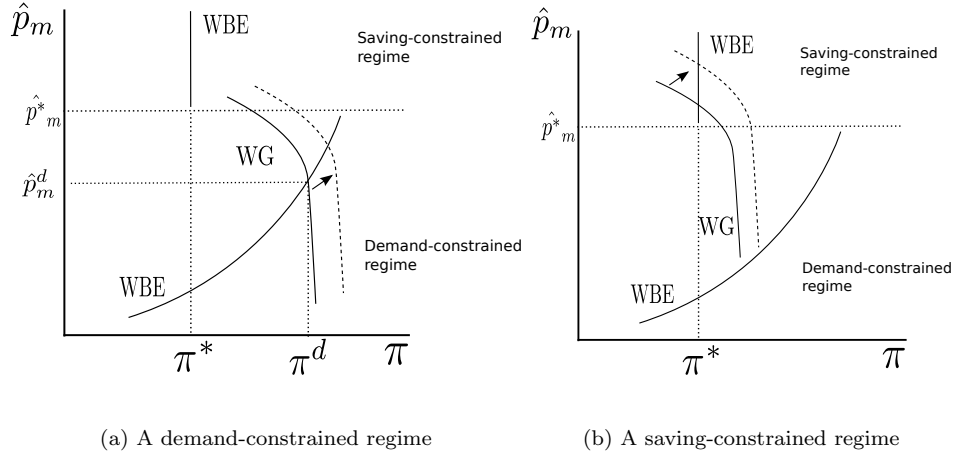 p̂ₘ
WBE
Saving-constrained
regime
p̂*ₘ
WG
p̂ᵈₘ
Demand-constrained
regime
WBE
π*
πᵈ
π
p̂ₘ
WBE
Saving-constrained
regime
p̂*ₘ
WG
Demand-constrained
regime
WBE
π*
π
(a) A demand-constrained regime
(b) A saving-constrained regime